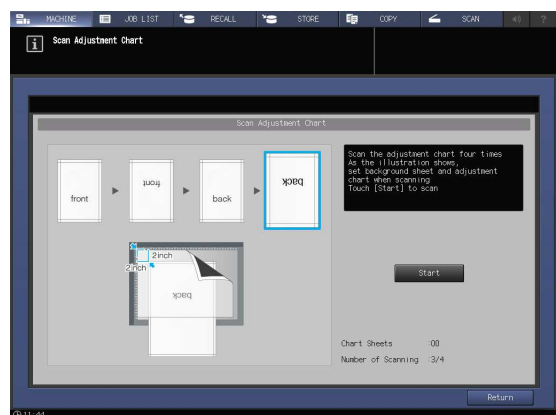 MACHINE JOB LIST RECALL STORE COPY SCAN ?
Scan Adjustment Chart
Scan Adjustment Chart
Scan the adjustment chart four times
As the illustration shows,
set background sheet and adjustment
chart when scanning
Touch [Start] to scan
front front back back
2inch
2inch
back
Start
Chart Sheets :00
Number of Scanning :3/4
Return
11:44